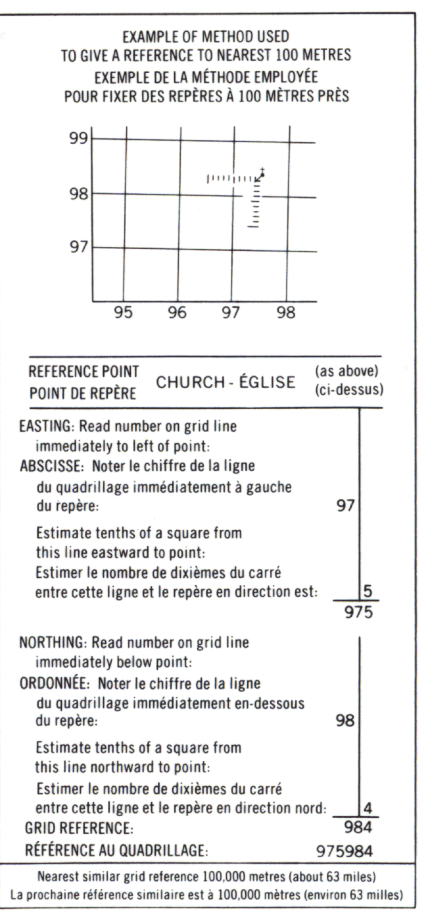 EXAMPLE OF METHOD USED
TO GIVE A REFERENCE TO NEAREST 100 METRES
EXEMPLE DE LA MÉTHODE EMPLOYÉE
POUR FIXER DES REPÈRES À 100 MÈTRES PRÈS
99
98
97
95 96 97 98
REFERENCE POINT
POINT DE REPÈRE
CHURCH - ÉGLISE
(as above)
(ci-dessus)
EASTING: Read number on grid line
immediately to left of point:
ABSCISSE: Noter le chiffre de la ligne
du quadrillage immédiatement à gauche
du repère: 97
Estimate tenths of a square from
this line eastward to point:
Estimer le nombre de dixièmes du carré
entre cette ligne et le repère en direction est: 5
975
NORTHING: Read number on grid line
immediately below point:
ORDONNÉE: Noter le chiffre de la ligne
du quadrillage immédiatement en-dessous
du repère: 98
Estimate tenths of a square from
this line northward to point:
Estimer le nombre de dixièmes du carré
entre cette ligne et le repère en direction nord: 4
GRID REFERENCE: 984
RÉFÉRENCE AU QUADRILLAGE: 975984
Nearest similar grid reference 100,000 metres (about 63 miles)
La prochaine référence similaire est à 100,000 mètres (environ 63 milles)